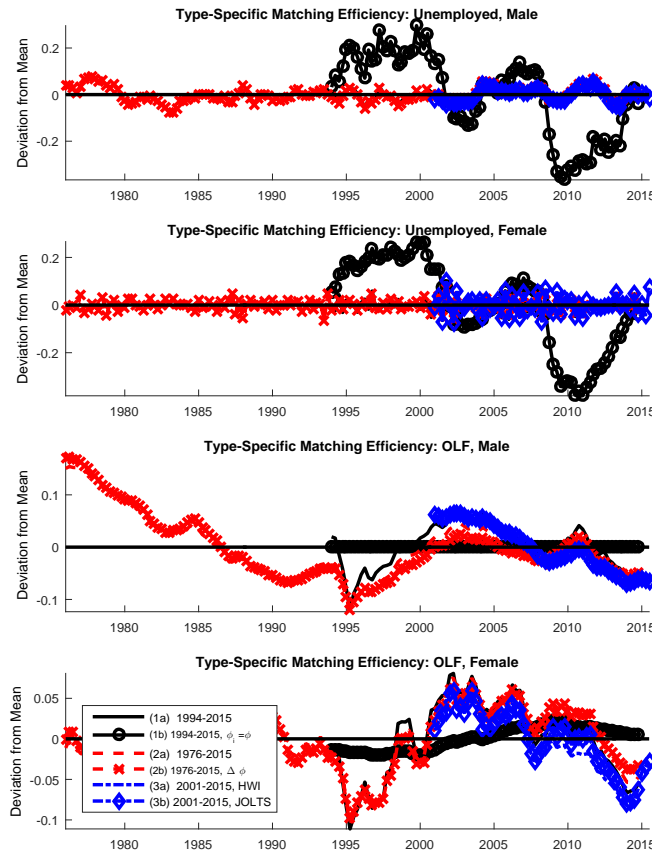 Type-Specific Matching Efficiency: Unemployed, Male
Deviation from Mean
0.2
0
-0.2
1980 1985 1990 1995 2000 2005 2010 2015
Type-Specific Matching Efficiency: Unemployed, Female
Deviation from Mean
0.2
0
-0.2
1980 1985 1990 1995 2000 2005 2010 2015
Type-Specific Matching Efficiency: OLF, Male
Deviation from Mean
0.1
0
-0.1
1980 1985 1990 1995 2000 2005 2010 2015
Type-Specific Matching Efficiency: OLF, Female
Deviation from Mean
0.05
0
-0.05
-0.1
(1a) 1994-2015
(1b) 1994-2015, ϕ_i =ϕ
(2a) 1976-2015
(2b) 1976-2015, Δ ϕ
(3a) 2001-2015, HWI
(3b) 2001-2015, JOLTS
1980 1985 1990 1995 2000 2005 2010 2015